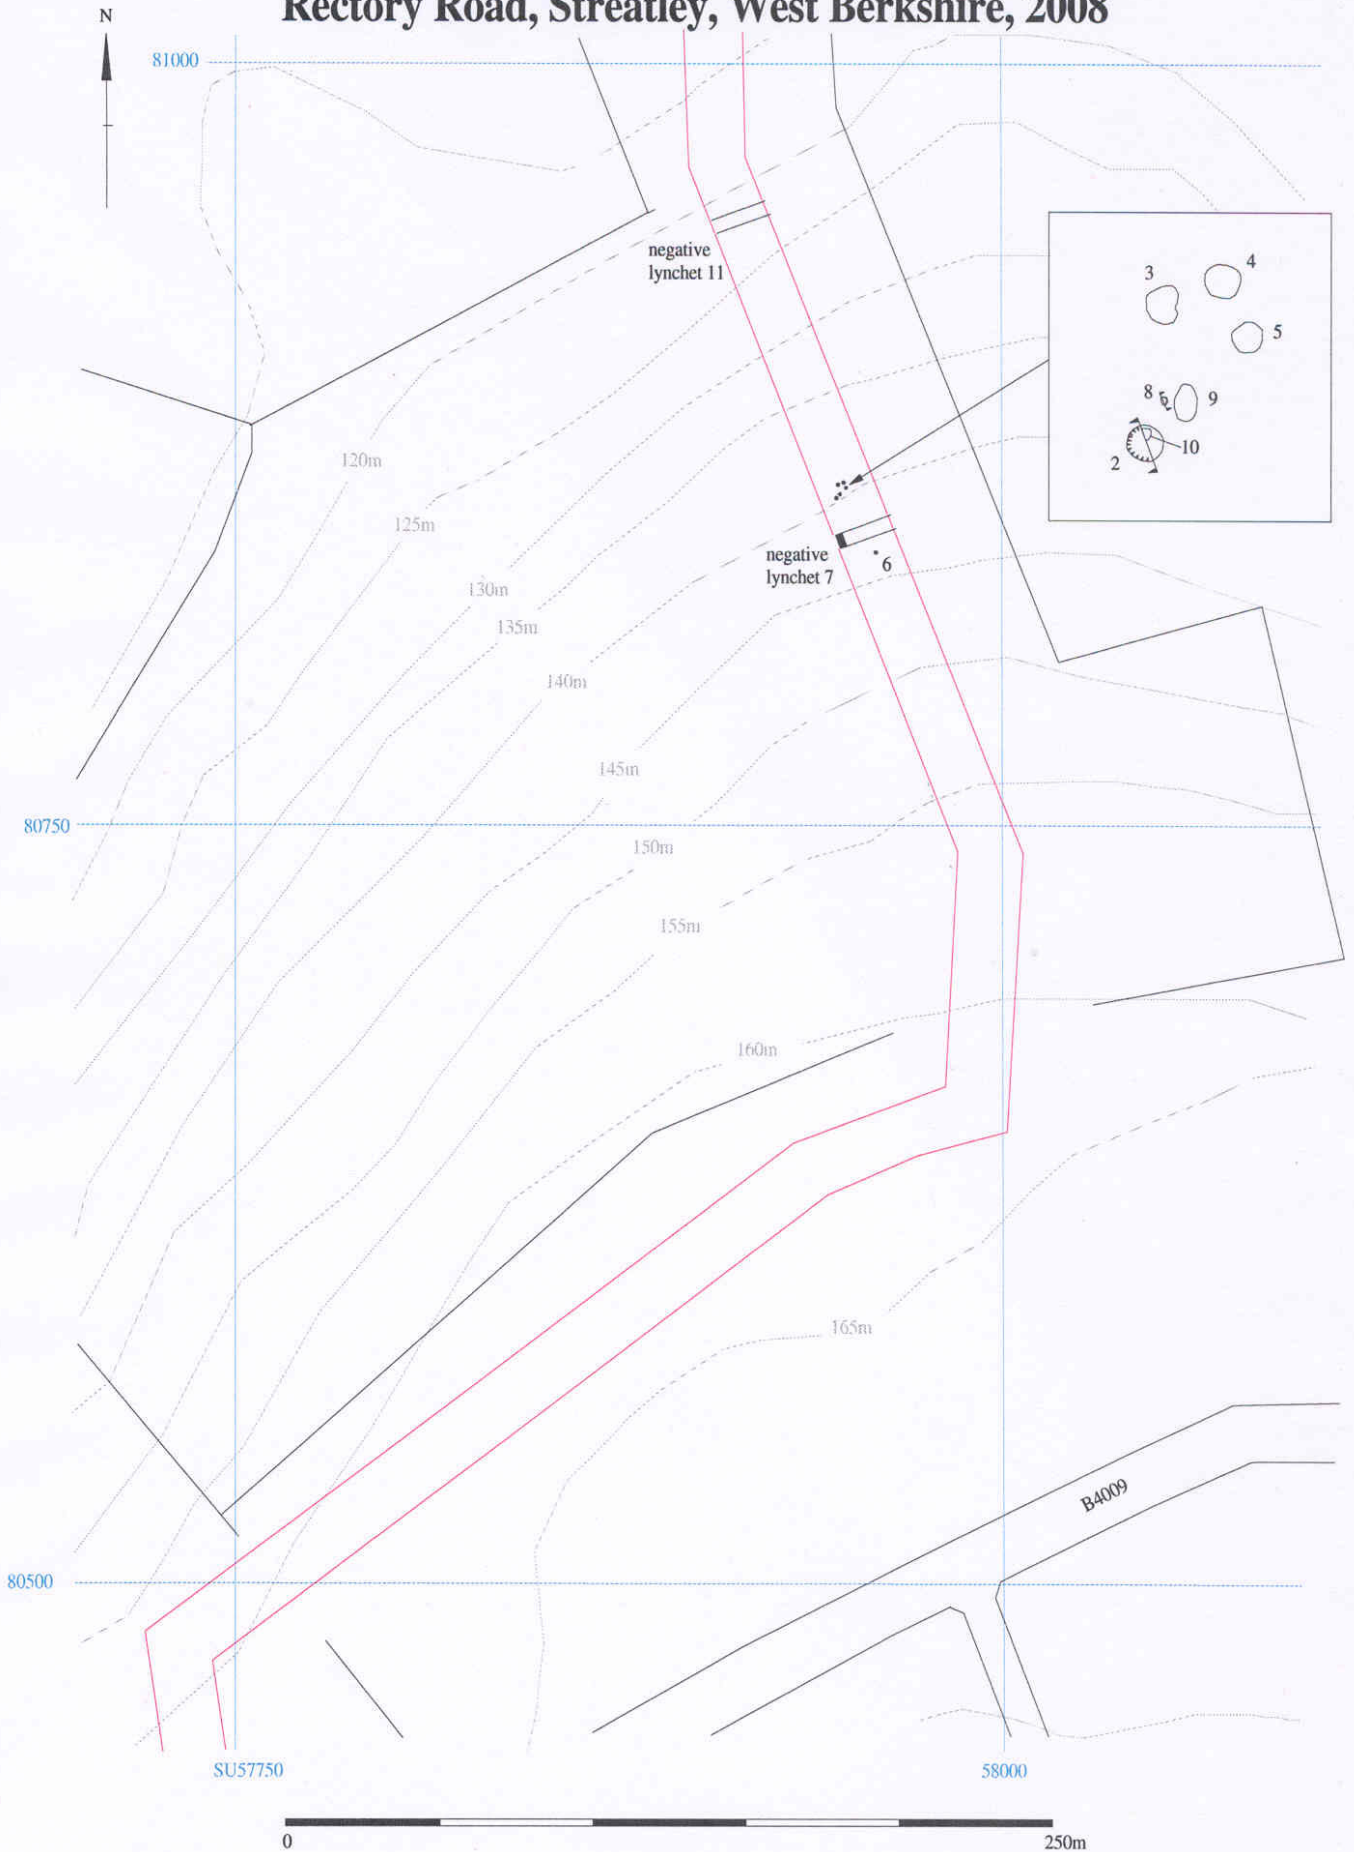 Rectory Road, Streatley, West Berkshire, 2008
N
81000
negative
lynchet 11
3
4
5
8
9
10
2
120m
125m
130m
135m
140m
145m
150m
155m
160m
165m
negative
lynchet 7
6
80750
B4009
80500
SU57750
58000
0
250m